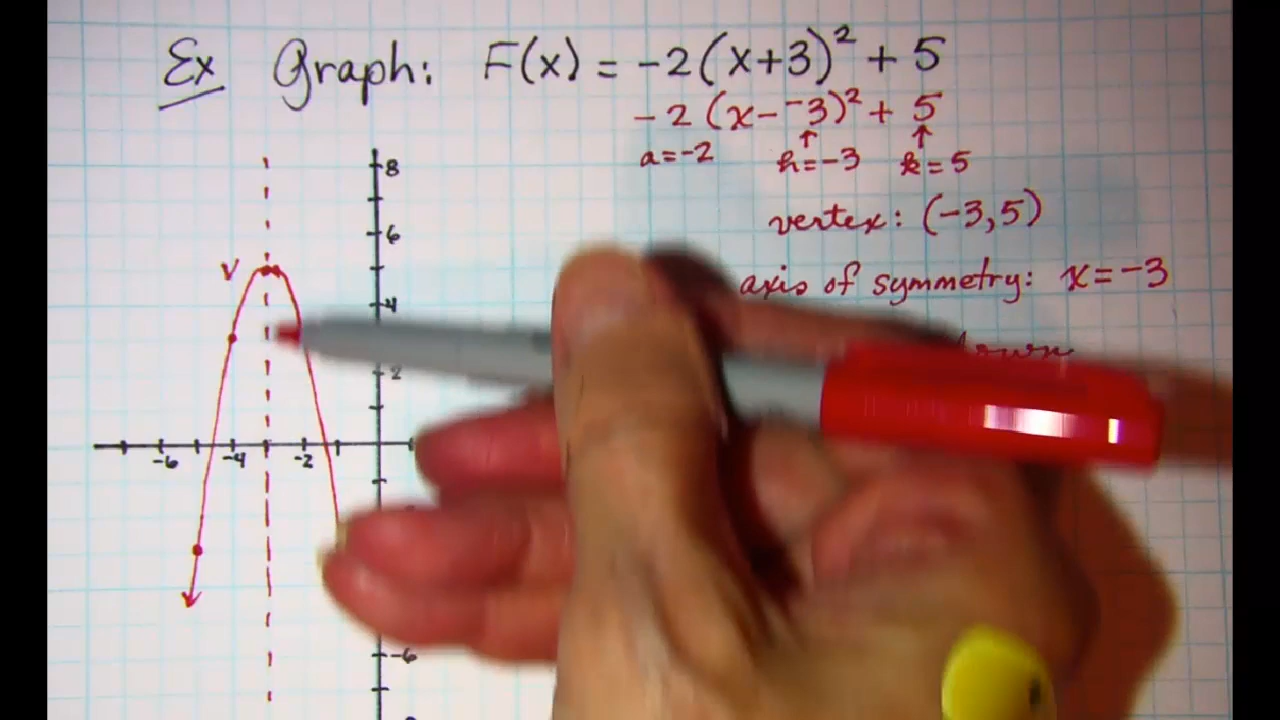 Ex Graph: F(x) = -2(x+3)² + 5
-2(x--3)² + 5
a=-2 h=-3 k=5
vertex: (-3,5)
axis of symmetry: x=-3
down
V
8
6
4
2
-6 -4 -2
-6